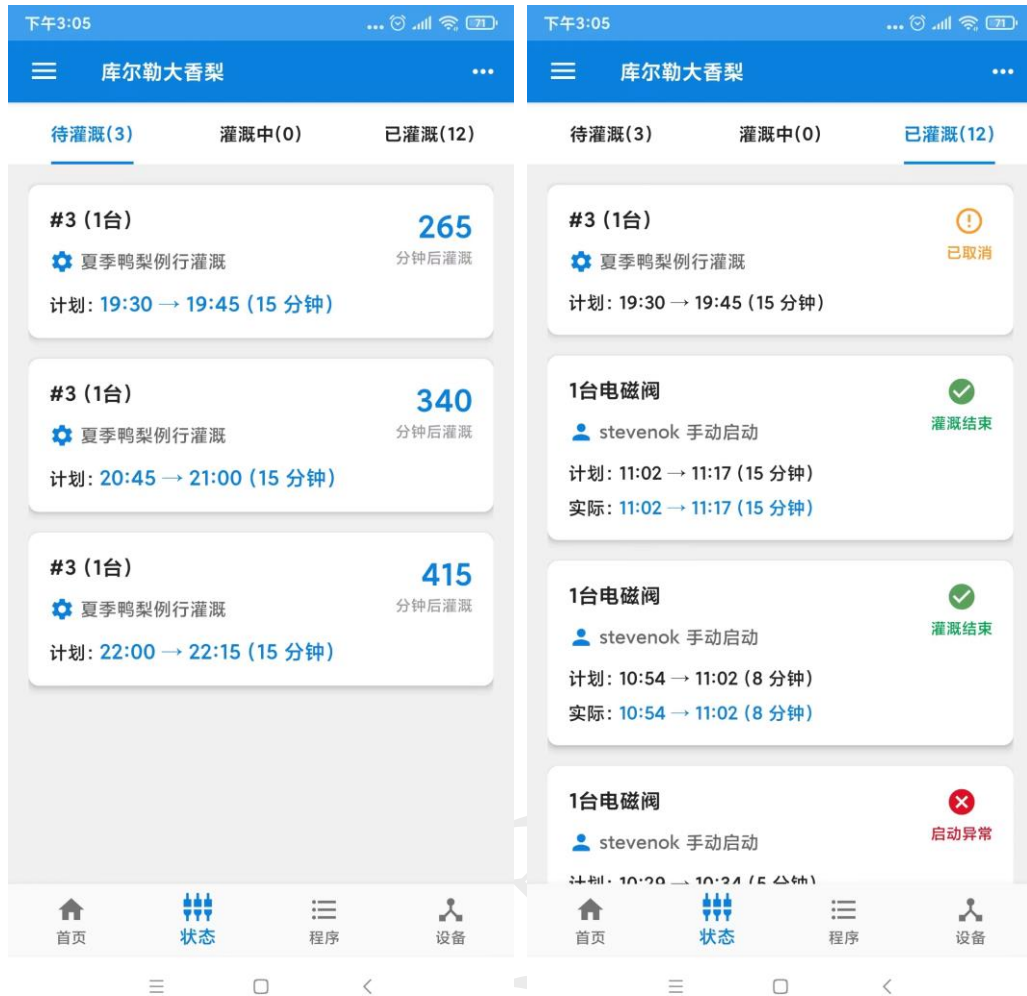 下午3:05
71
库尔勒大香梨
待灌溉(3)
灌溉中(0)
已灌溉(12)
#3 (1台)
265
夏季鸭梨例行灌溉
分钟后灌溉
计划: 19:30 → 19:45 (15 分钟)
#3 (1台)
340
夏季鸭梨例行灌溉
分钟后灌溉
计划: 20:45 → 21:00 (15 分钟)
#3 (1台)
415
夏季鸭梨例行灌溉
分钟后灌溉
计划: 22:00 → 22:15 (15 分钟)
首页
状态
程序
设备
下午3:05
71
库尔勒大香梨
待灌溉(3)
灌溉中(0)
已灌溉(12)
#3 (1台)
已取消
夏季鸭梨例行灌溉
计划: 19:30 → 19:45 (15 分钟)
1台电磁阀
灌溉结束
stevenok 手动启动
计划: 11:02 → 11:17 (15 分钟)
实际: 11:02 → 11:17 (15 分钟)
1台电磁阀
灌溉结束
stevenok 手动启动
计划: 10:54 → 11:02 (8 分钟)
实际: 10:54 → 11:02 (8 分钟)
1台电磁阀
启动异常
stevenok 手动启动
计划: 10:29 → 10:34 (5 分钟)
首页
状态
程序
设备